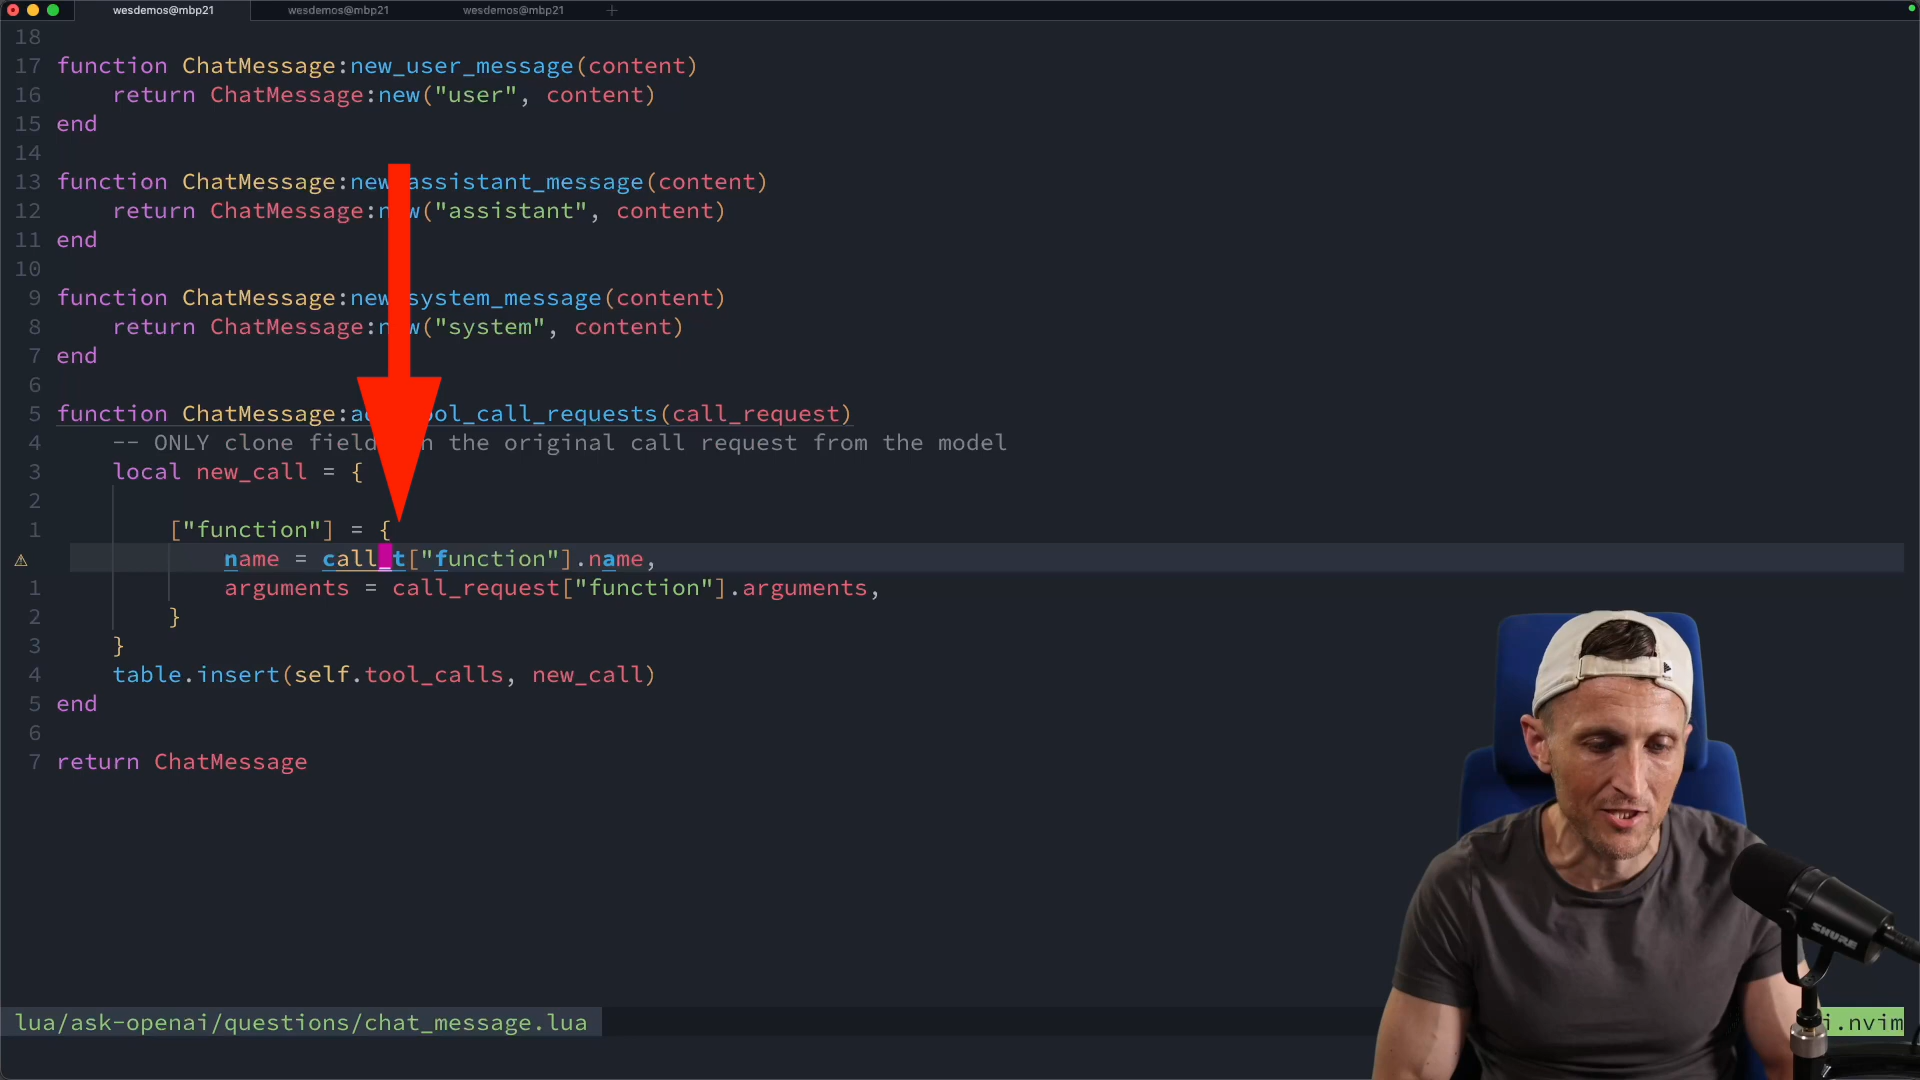 wesdemos@mbp21 wesdemos@mbp21 wesdemos@mbp21 +
18
17 function ChatMessage:new_user_message(content)
16 return ChatMessage:new("user", content)
15 end
14
13 function ChatMessage:new assistant_message(content)
12 return ChatMessage:n w("assistant", content)
11 end
10
9 function ChatMessage:new system_message(content)
8 return ChatMessage:n w("system", content)
7 end
6
5 function ChatMessage:a ool_call_requests(call_request)
4 -- ONLY clone field n the original call request from the model
3 local new_call = {
2
1 ["function"] = {
name = call_t["function"].name,
1 arguments = call_request["function"].arguments,
2 }
3 }
4 table.insert(self.tool_calls, new_call)
5 end
6
7 return ChatMessage
SHURE
lua/ask-openai/questions/chat_message.lua
i.nvim